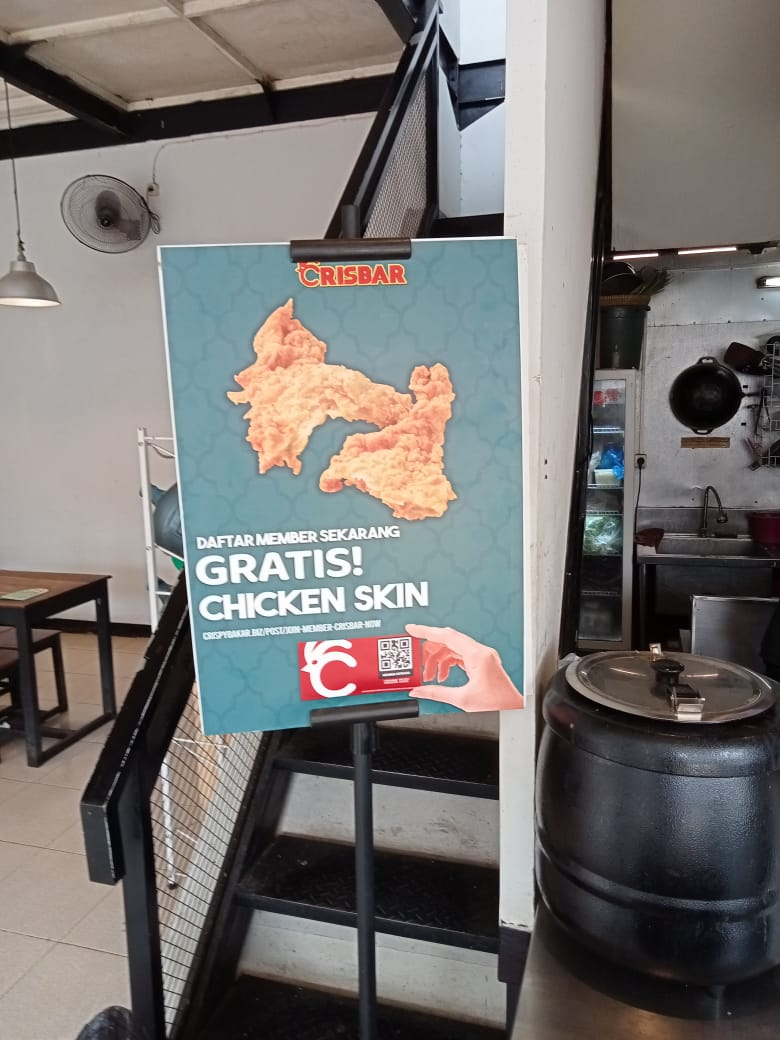 CRISBAR
DAFTAR MEMBER SEKARANG
GRATIS!
CHICKEN SKIN
CRISPYBAKAR.BIZ/POST/JOIN-MEMBER-CRISBAR-NOW